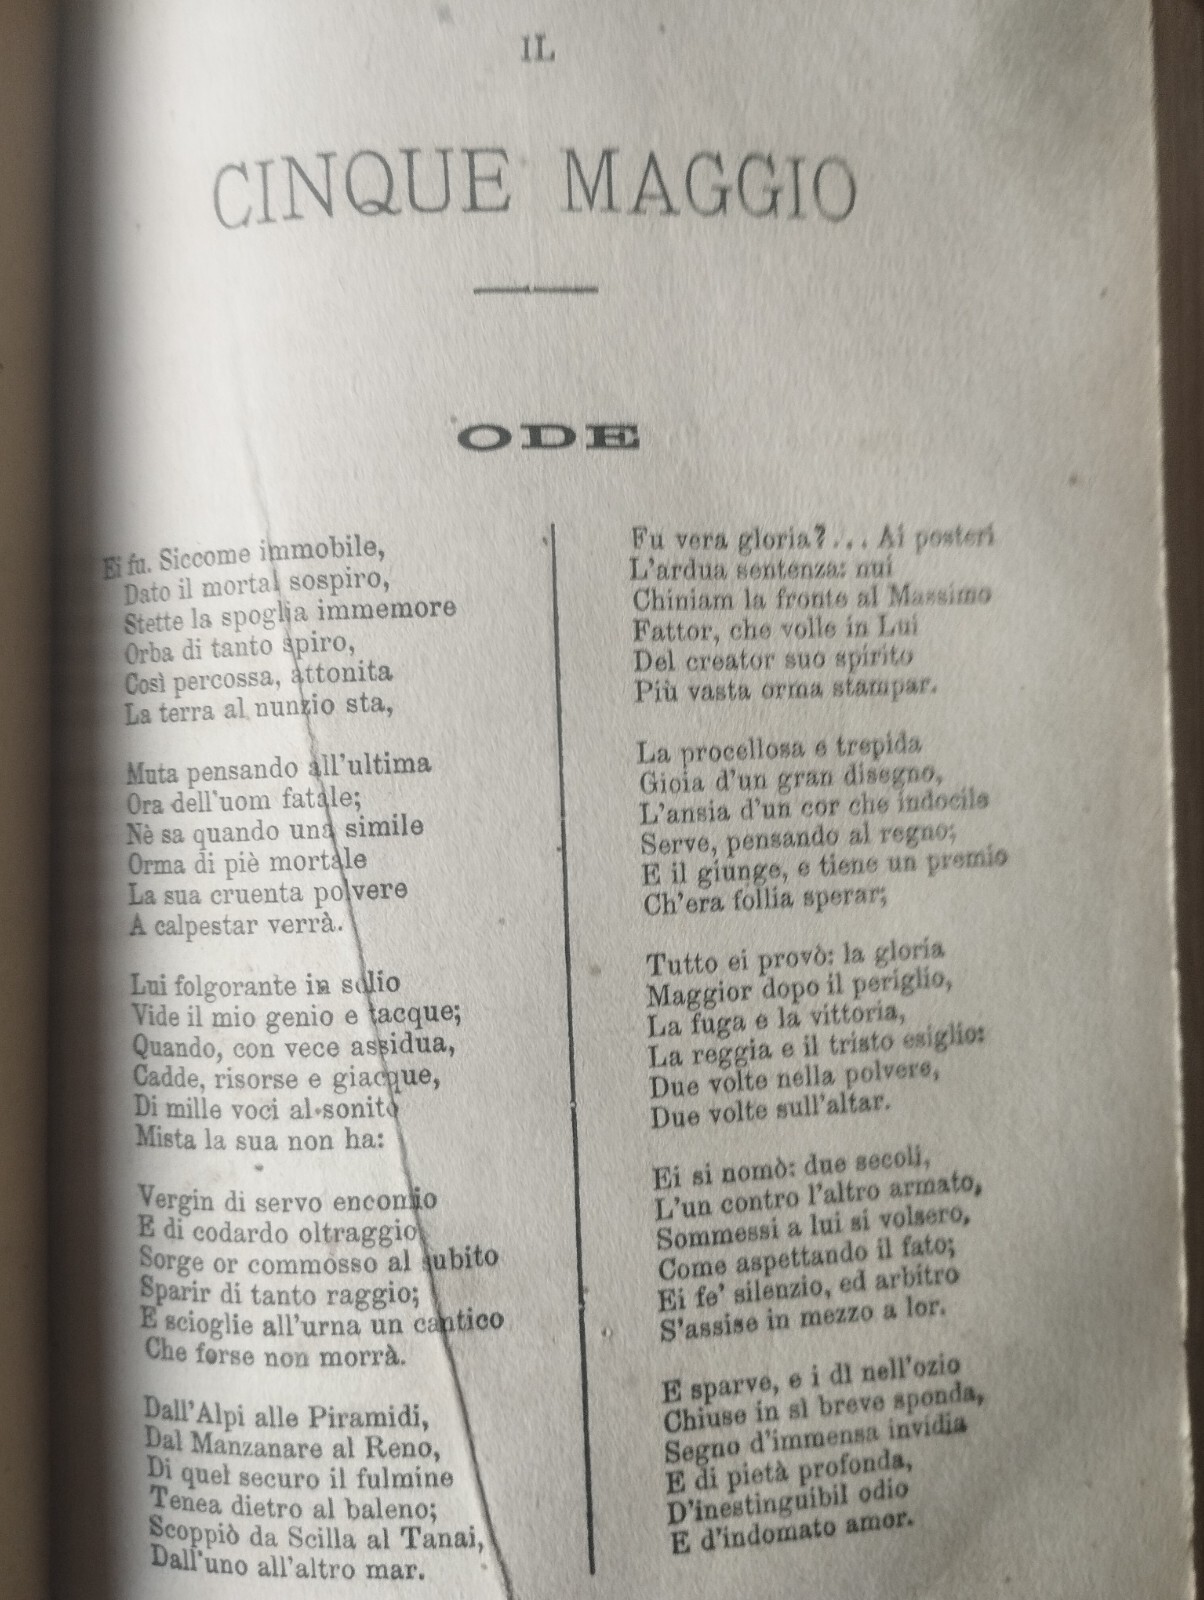 IL
CINQUE MAGGIO
ODE
Ei fu. Siccome immobile,
Dato il mortal sospiro,
Stette la spoglia immemore
Orba di tanto spiro,
Così percossa, attonita
La terra al nunzio sta,
Muta pensando all'ultima
Ora dell'uom fatale;
Nè sa quando una simile
Orma di piè mortale
La sua cruenta polvere
A calpestar verrà.
Lui folgorante in solio
Vide il mio genio e tacque;
Quando, con vece assidua,
Cadde, risorse e giacque,
Di mille voci al sonito
Mista la sua non ha:
Vergin di servo encomio
E di codardo oltraggio
Sorge or commosso al subito
Sparir di tanto raggio;
E scioglie all'urna un cantico
Che forse non morrà.
Dall'Alpi alle Piramidi,
Dal Manzanare al Reno,
Di quel securo il fulmine
Tenea dietro al baleno;
Scoppiò da Scilla al Tanai,
Dall'uno all'altro mar.
Fu vera gloria?... Ai posteri
L'ardua sentenza: nui
Chiniam la fronte al Massimo
Fattor, che volle in Lui
Del creator suo spirito
Più vasta orma stampar.
La procellosa e trepida
Gioia d'un gran disegno,
L'ansia d'un cor che indocile
Serve, pensando al regno;
E il giunge, e tiene un premio
Ch'era follia sperar;
Tutto ei provò: la gloria
Maggior dopo il periglio,
La fuga e la vittoria,
La reggia e il tristo esiglio:
Due volte nella polvere,
Due volte sull'altar.
Ei si nomò: due secoli,
L'un contro l'altro armato,
Sommessi a lui si volsero,
Come aspettando il fato;
Ei fe' silenzio, ed arbitro
S'assise in mezzo a lor.
E sparve, e i dì nell'ozio
Chiuse in sì breve sponda,
Segno d'immensa invidia
E di pietà profonda,
D'inestinguibil odio
E d'indomato amor.